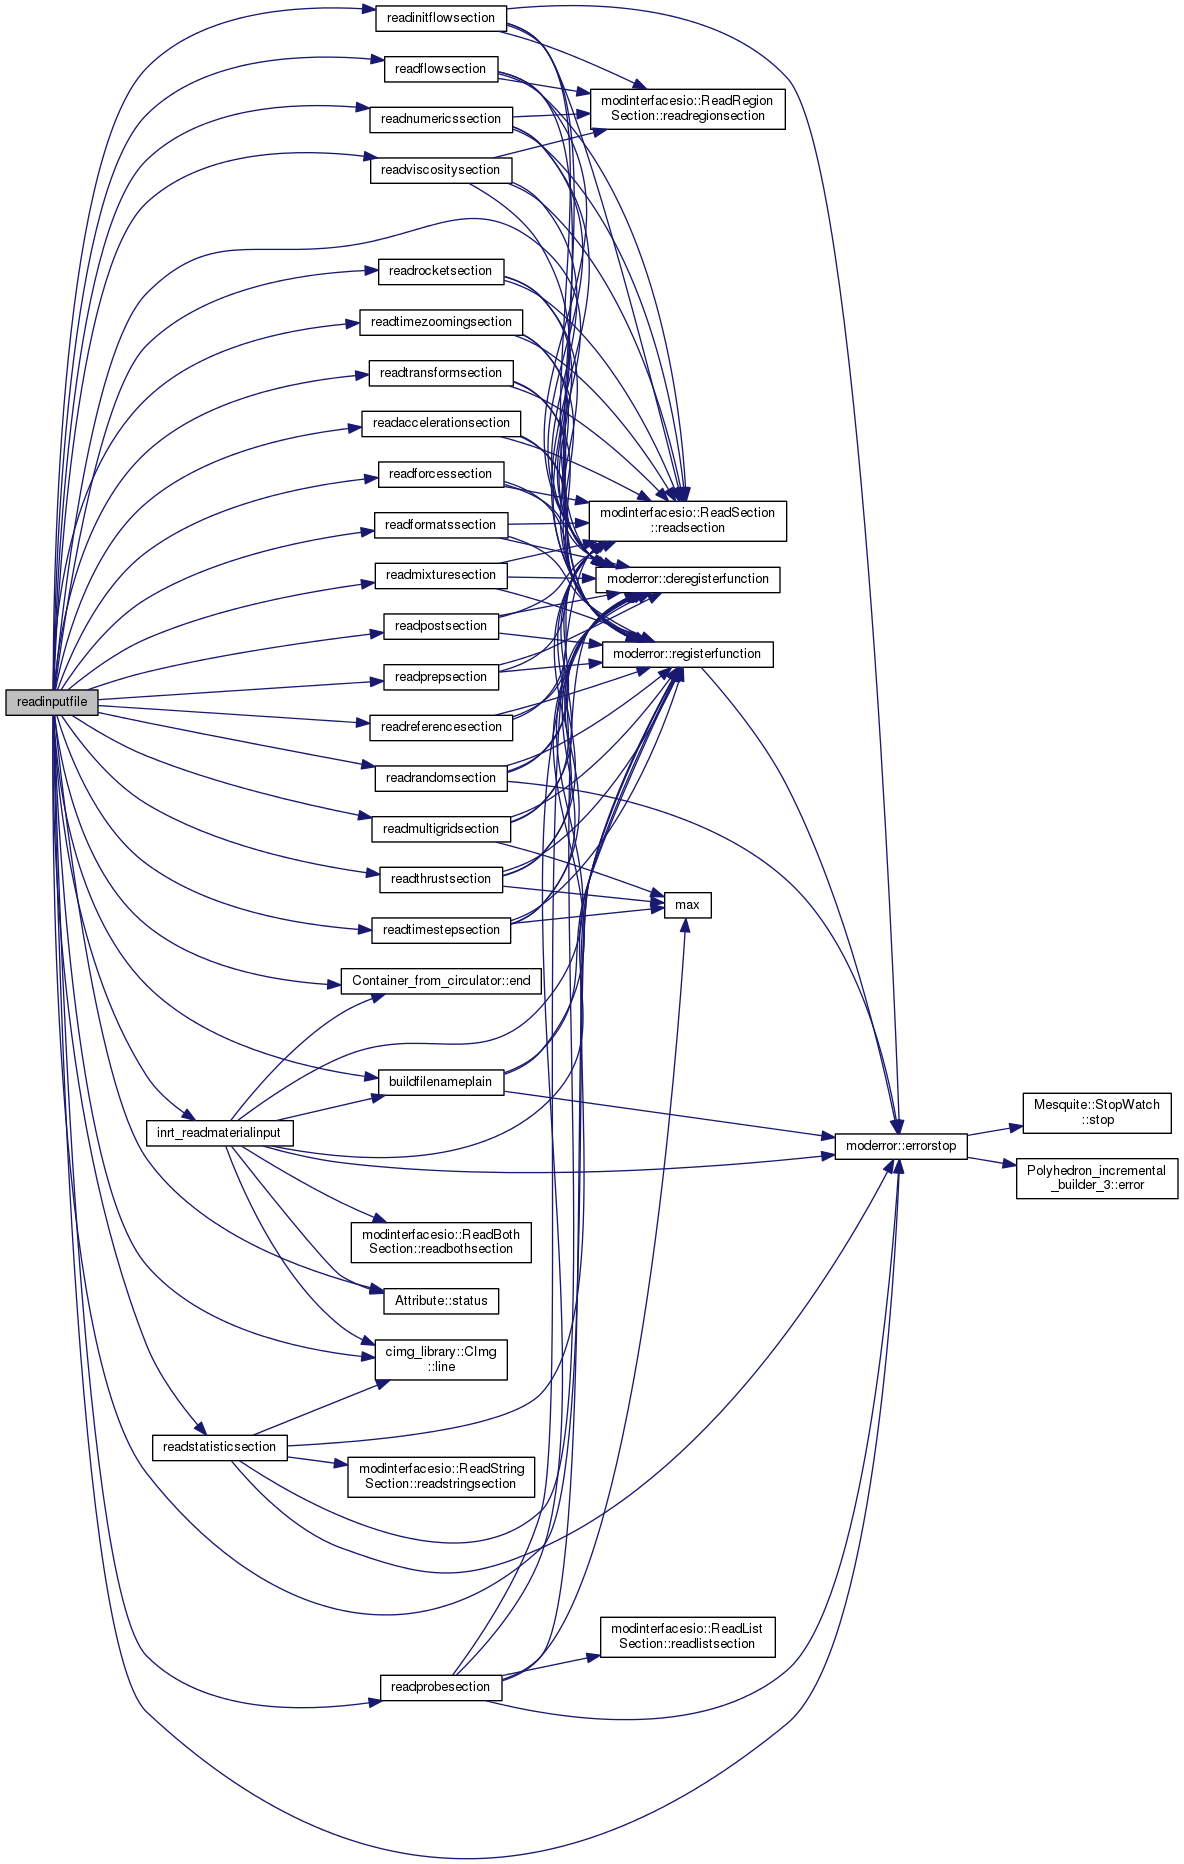 readinitflowsection
readflowsection
modinterfacesio::ReadRegion
Section::readregionsection
readnumericssection
readviscositysection
readrocketsection
readtimezoomingsection
readtransformsection
readaccelerationsection
readforcessection
modinterfacesio::ReadSection
::readsection
readformatssection
readmixturesection
moderror::deregisterfunction
readpostsection
moderror::registerfunction
readprepsection
readinputfile
readreferencesection
readrandomsection
readmultigridsection
readthrustsection
max
readtimestepsection
Container_from_circulator::end
buildfilenameplain
Mesquite::StopWatch
::stop
inrt_readmaterialinput
moderror::errorstop
Polyhedron_incremental
_builder_3::error
modinterfacesio::ReadBoth
Section::readbothsection
Attribute::status
cimg_library::CImg
::line
readstatisticsection
modinterfacesio::ReadString
Section::readstringsection
modinterfacesio::ReadList
Section::readlistsection
readprobesection